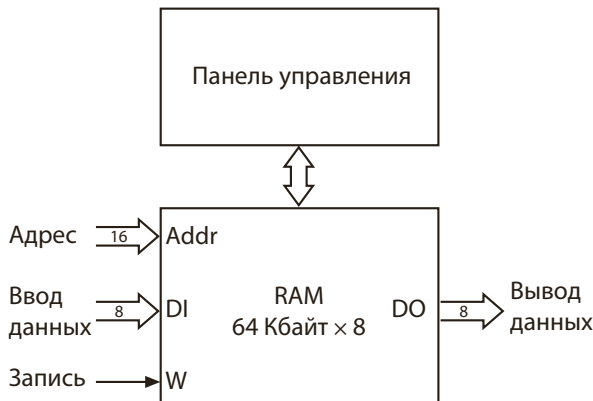 Панель управления
Адрес 16 Addr
Ввод
данных 8 DI
RAM
64 Кбайт × 8
DO 8 Вывод
данных
Запись W